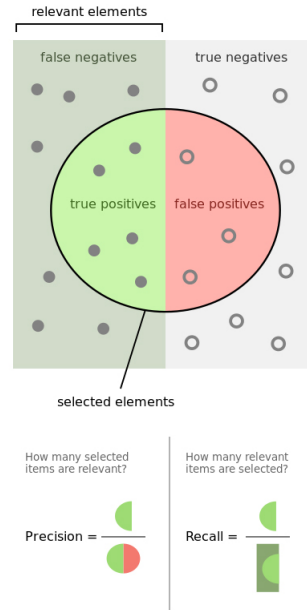 relevant elements
false negatives
true negatives
true positives
false positives
selected elements
How many selected
items are relevant?
Precision =
How many relevant
items are selected?
Recall =